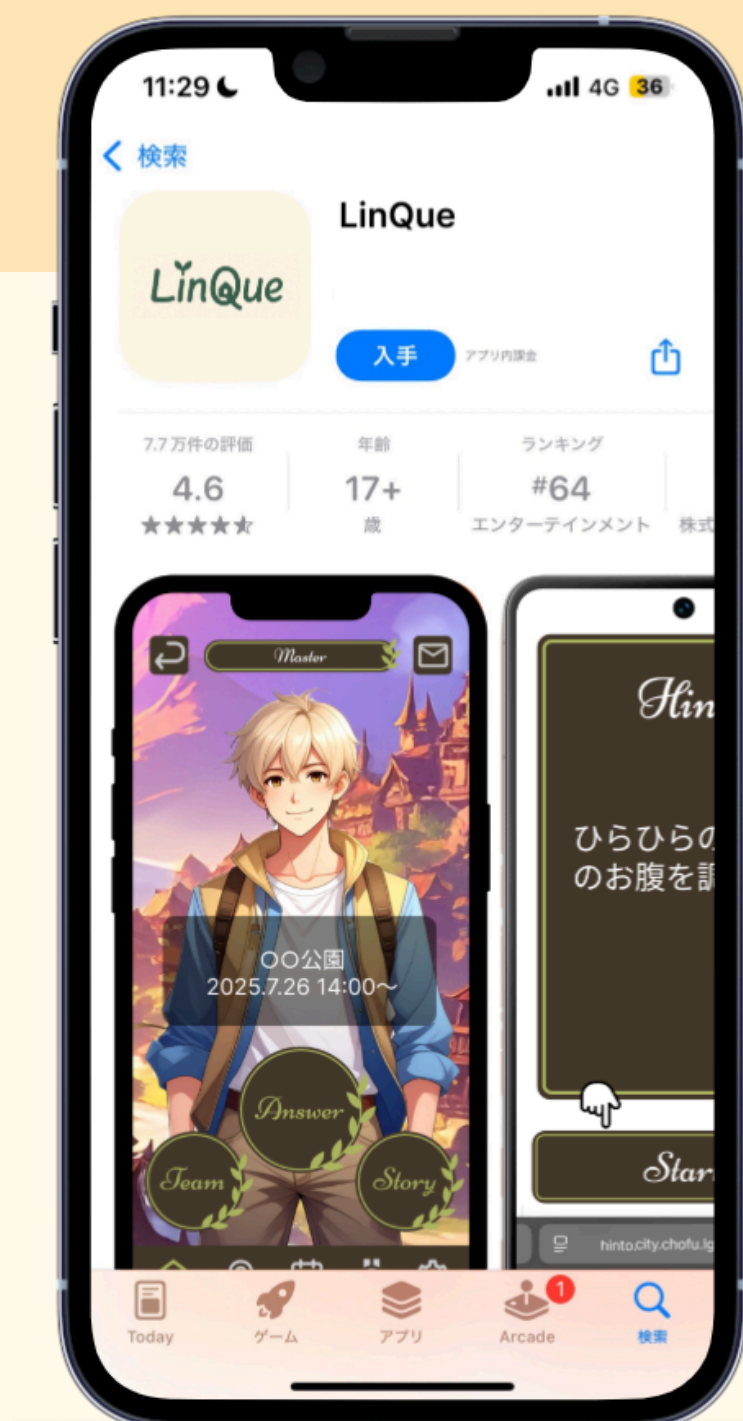 11:29
4G 36
検索
LinQue
LinQue
入手
アプリ内課金
7.7万件の評価
4.6
年齢
17+
歳
ランキング
#64
エンターテインメント
株式
Master
〇〇公園
2025.7.26 14:00〜
Answer
Team
Story
Hin
ひらひらの
のお腹を調
Star
hinto.city.chofu.lg
Today
ゲーム
アプリ
Arcade
1
検索